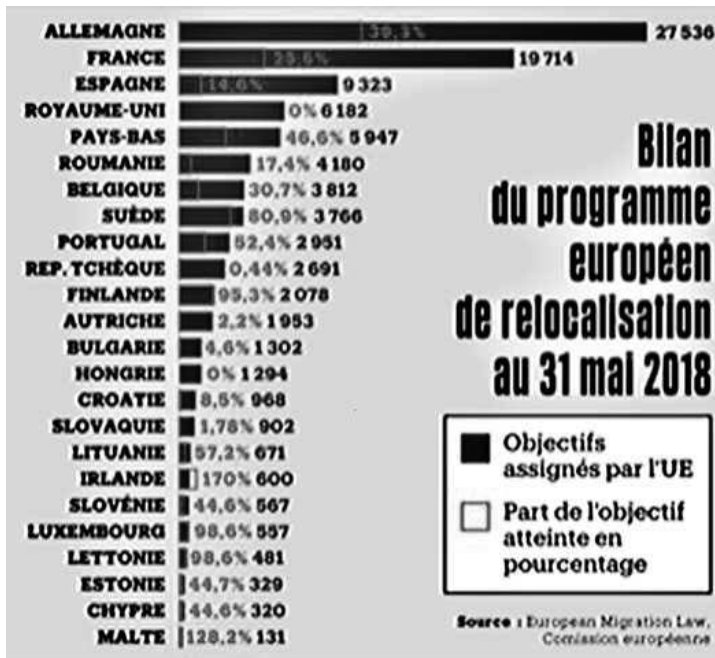 ALLEMAGNE 39,3% 27 536
FRANCE 25,6% 19 714
ESPAGNE 14,6% 9 323
ROYAUME-UNI 0% 6 182
PAYS-BAS 46,6% 5 947
ROUMANIE 17,4% 4 180
BELGIQUE 30,7% 3 812
SUÈDE 80,9% 3 766
PORTUGAL 52,4% 2 951
REP. TCHÈQUE 0,44% 2 691
FINLANDE 95,3% 2 078
AUTRICHE 2,2% 1 953
BULGARIE 4,6% 1 302
HONGRIE 0% 1 294
CROATIE 8,5% 968
SLOVAQUIE 1,78% 902
LITUANIE 57,2% 671
IRLANDE 170% 600
SLOVÉNIE 44,6% 567
LUXEMBOURG 98,6% 557
LETTONIE 98,6% 481
ESTONIE 44,7% 329
CHYPRE 44,6% 320
MALTE 128,2% 131
Bilan
du programme
européen
de relocalisation
au 31 mai 2018
Objectifs
assignés par l'UE
Part de l'objectif
atteinte en
pourcentage
Source : European Migration Law,
Comission européenne